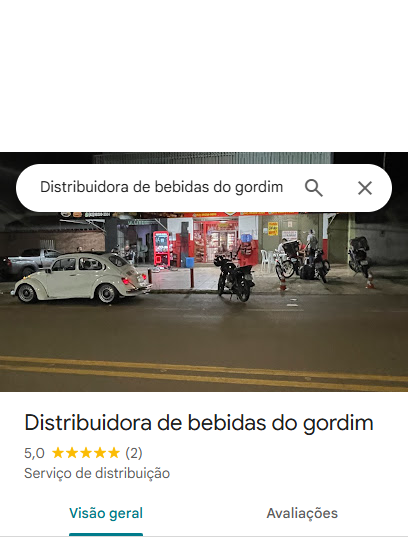 Distribuidora de bebidas do gordim
Distribuidora de bebidas do gordim
5,0 ★★★★★ (2)
Serviço de distribuição
Visão geral
Avaliações